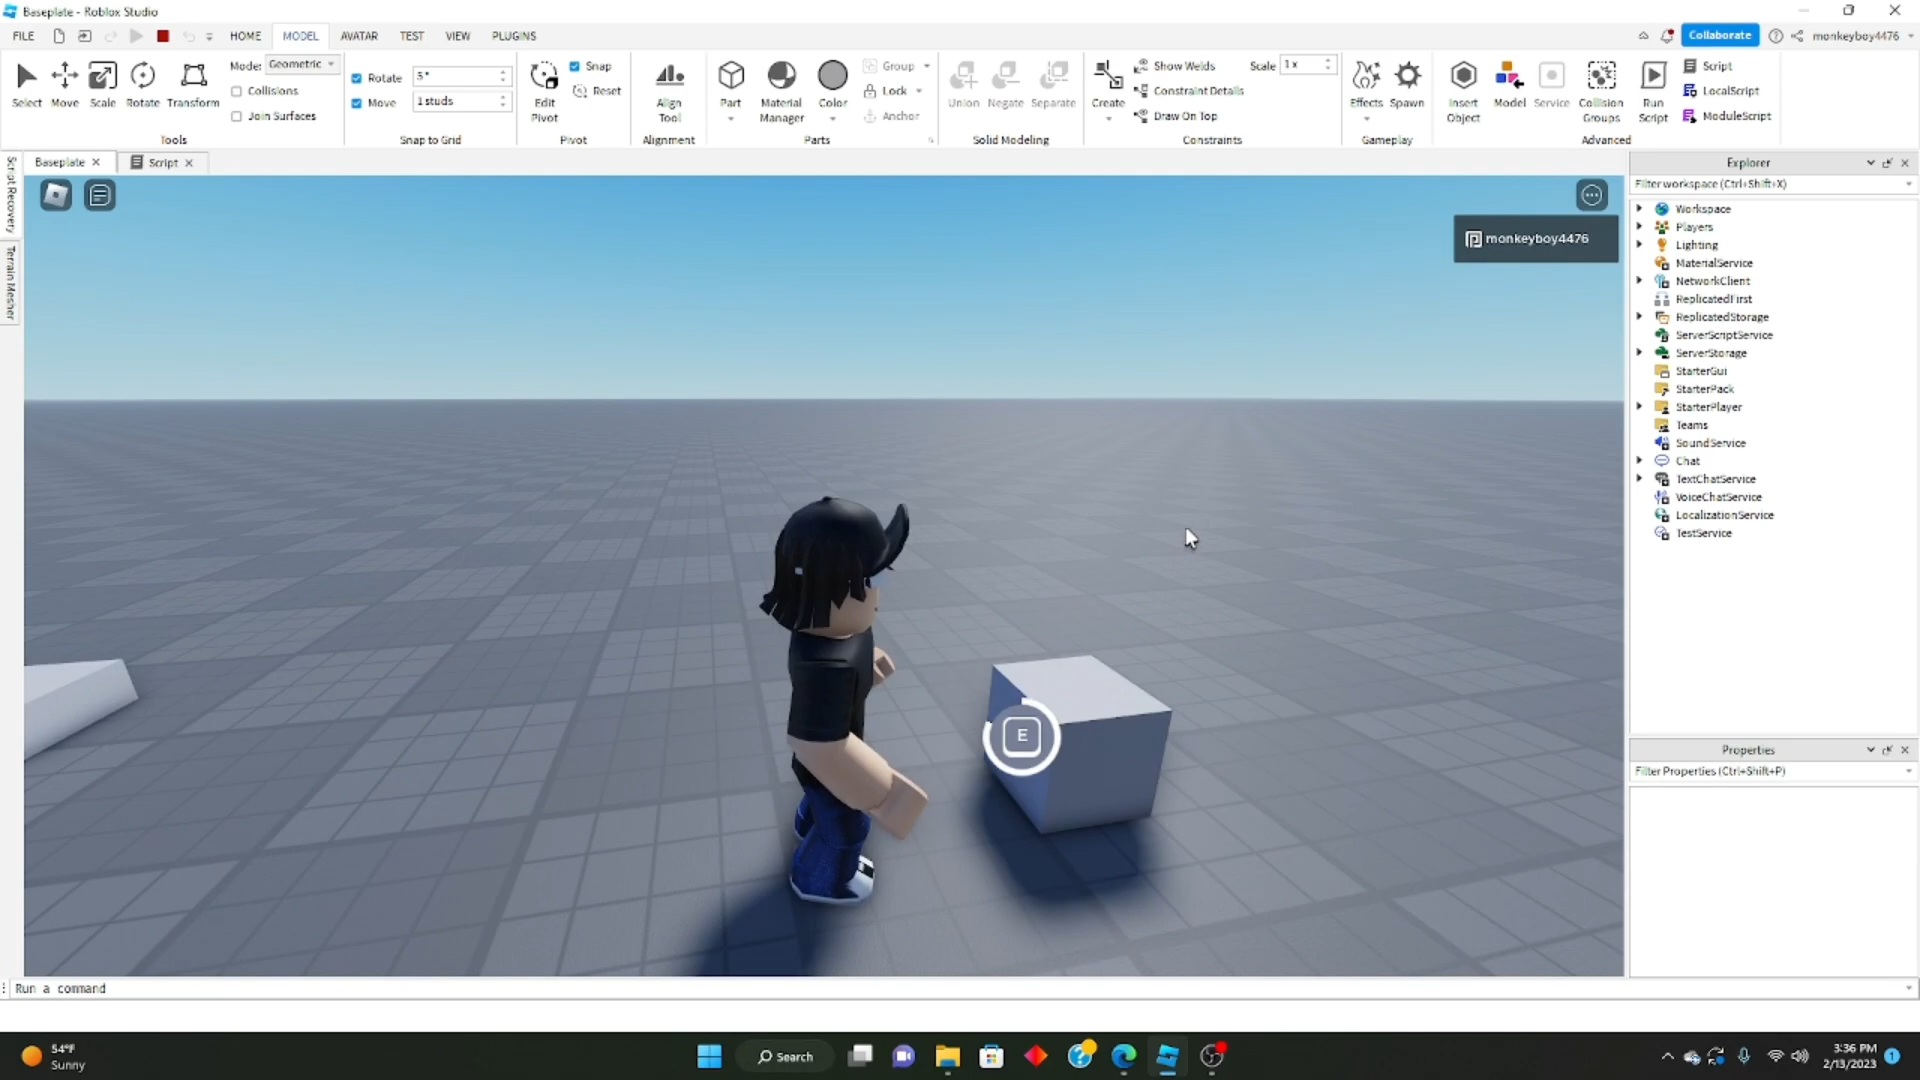 Baseplate - Roblox Studio
FILE HOME MODEL AVATAR TEST VIEW PLUGINS Collaborate monkeyboy4476
Select Move Scale Rotate Transform
Mode: Geometric
Collisions
Join Surfaces
Tools
Rotate 5°
Move 1 studs
Snap to Grid
Edit Pivot
Snap
Reset
Pivot
Align Tool
Alignment
Part Material Manager Color
Group
Lock
Anchor
Parts
Union Negate Separate
Solid Modeling
Create
Show Welds
Constraint Details
Draw On Top
Scale 1 x
Constraints
Effects Spawn
Gameplay
Insert Object Model Service Collision Groups Run Script
Script
LocalScript
ModuleScript
Advanced
Script Recovery
Terrain Mesher
Baseplate Script
monkeyboy4476
E
Explorer
Filter workspace (Ctrl+Shift+X)
Workspace
Players
Lighting
MaterialService
NetworkClient
ReplicatedFirst
ReplicatedStorage
ServerScriptService
ServerStorage
StarterGui
StarterPack
StarterPlayer
Teams
SoundService
Chat
TextChatService
VoiceChatService
LocalizationService
TestService
Properties
Filter Properties (Ctrl+Shift+P)
Run a command
54°F
Sunny
Search
3:36 PM
2/13/2023
1